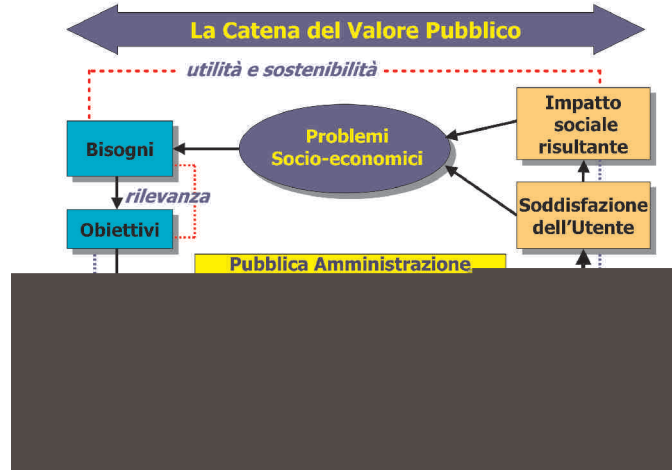 La Catena del Valore Pubblico
utilità e sostenibilità
Impatto
sociale
risultante
Problemi
Socio-economici
Bisogni
rilevanza
Soddisfazione
dell'Utente
Obiettivi
Pubblica Amministrazione